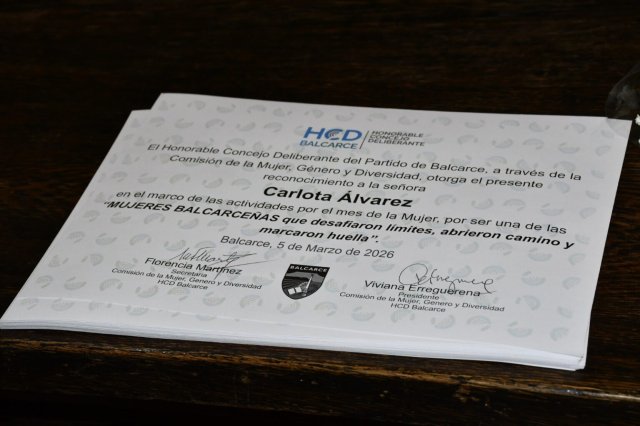 HCD
BALCARCE
HONORABLE
CONCEJO
DELIBERANTE
El Honorable Concejo Deliberante del Partido de Balcarce, a través de la
Comisión de la Mujer, Género y Diversidad, otorga el presente
reconocimiento a la señora
Carlota Álvarez
en el marco de las actividades por el mes de la Mujer, por ser una de las
"MUJERES BALCARCEÑAS que desafiaron límites, abrieron camino y
marcaron huella".
Balcarce, 5 de Marzo de 2026
Florencia Martínez
Secretaria
Comisión de la Mujer, Genero y Diversidad
HCD Balcarce
BALCARCE
Viviana Erreguerena
Presidente
Comisión de la Mujer, Genero y Diversidad
HCD Balcarce